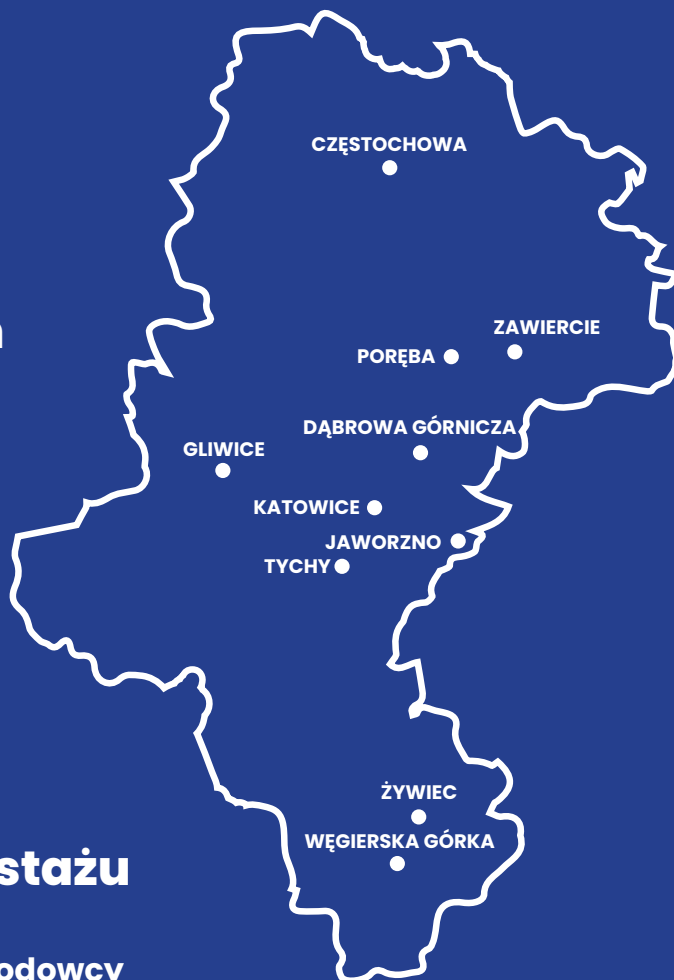 CZĘSTOCHOWA
ZAWIERCIE
PORĘBA
DĄBROWA GÓRNICZA
GLIWICE
KATOWICE
JAWORZNO
TYCHY
ŻYWIEC
WĘGIERSKA GÓRKA
stażu